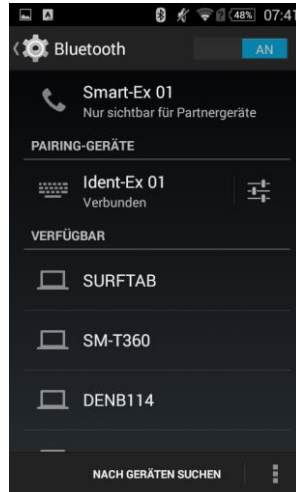 48% 07:41
Bluetooth AN
Smart-Ex 01
Nur sichtbar für Partnergeräte
PAIRING-GERÄTE
Ident-Ex 01
Verbunden
VERFÜGBAR
SURFTAB
SM-T360
DENB114
NACH GERÄTEN SUCHEN